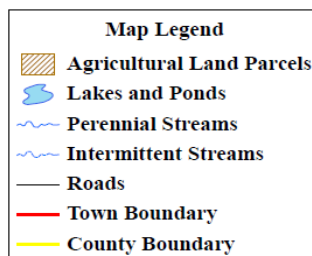 Map Legend
Agricultural Land Parcels
Lakes and Ponds
Perennial Streams
Intermittent Streams
Roads
Town Boundary
County Boundary